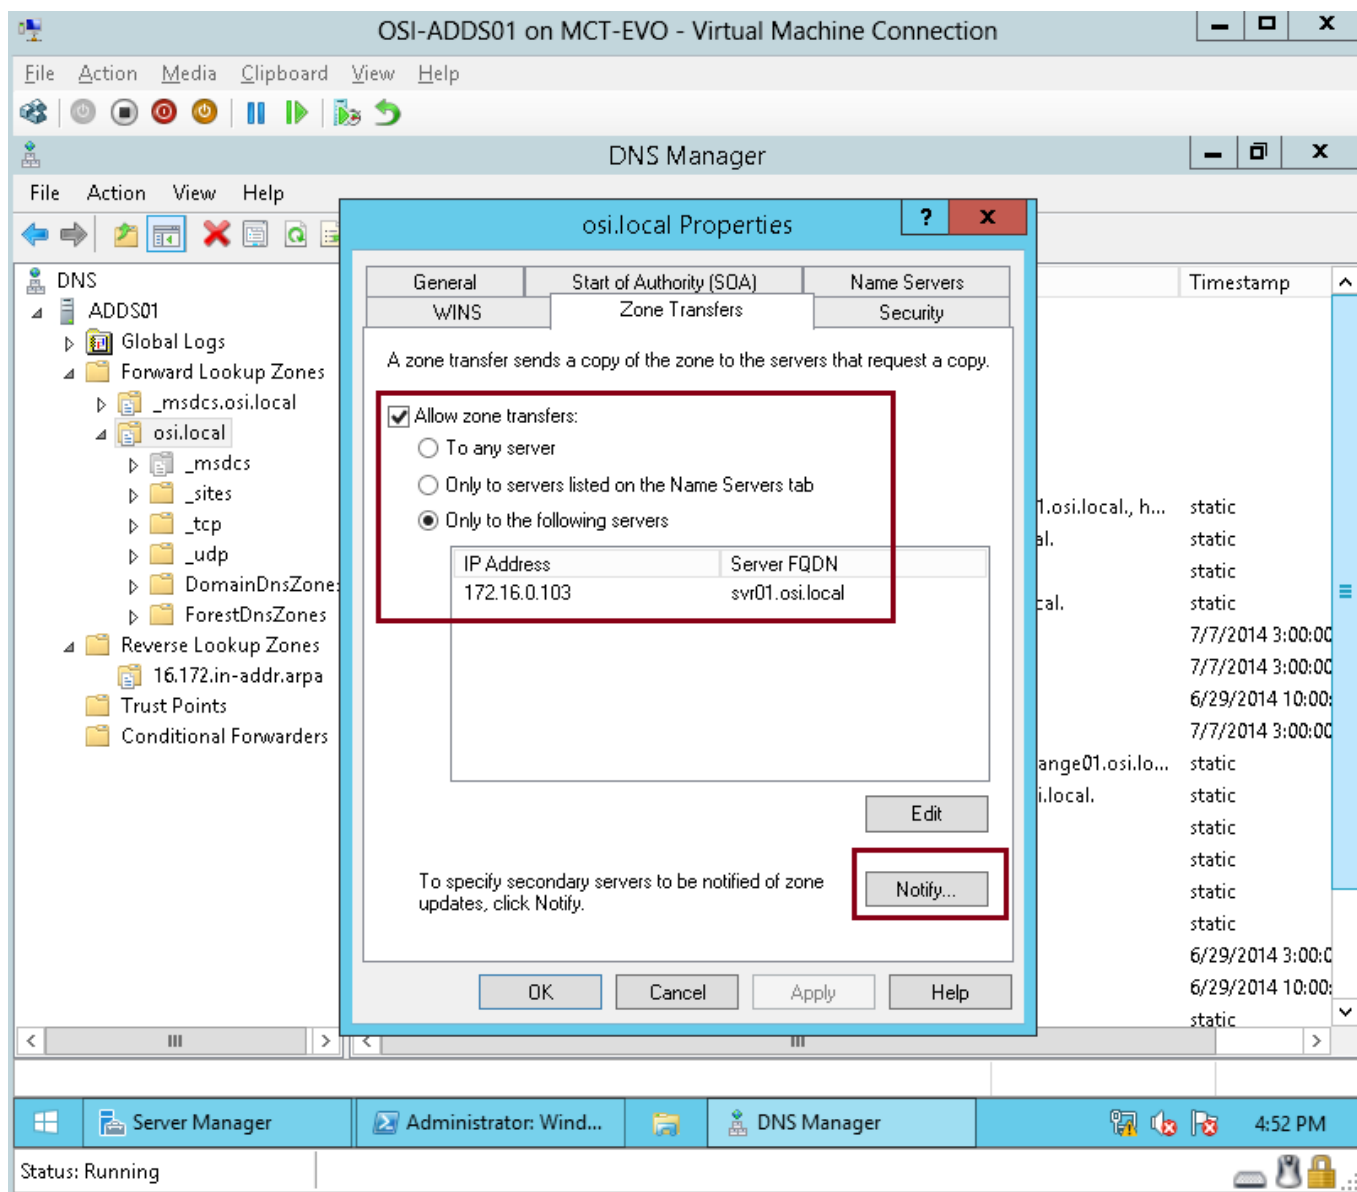 OSI-ADDS01 on MCT-EVO - Virtual Machine Connection
File Action Media Clipboard View Help
DNS Manager
File Action View Help
osi.local Properties
?
DNS
ADDS01
Global Logs
Forward Lookup Zones
_msdcs.osi.local
osi.local
_msdcs
_sites
_tcp
_udp
DomainDnsZone
ForestDnsZones
Reverse Lookup Zones
16.172.in-addr.arpa
Trust Points
Conditional Forwarders
General Start of Authority (SOA) Name Servers
WINS Zone Transfers Security
A zone transfer sends a copy of the zone to the servers that request a copy.
Allow zone transfers:
To any server
Only to servers listed on the Name Servers tab
Only to the following servers
IP Address Server FQDN
172.16.0.103 svr01.osi.local
Edit
To specify secondary servers to be notified of zone
updates, click Notify.
Notify...
OK Cancel Apply Help
Timestamp
1.osi.local., h... static
al. static
static
cal. static
7/7/2014 3:00:00
7/7/2014 3:00:00
6/29/2014 10:00:
7/7/2014 3:00:00
ange01.osi.lo... static
i.local. static
static
static
static
static
6/29/2014 3:00:0
6/29/2014 10:00:
static
Server Manager Administrator: Wind... DNS Manager 4:52 PM
Status: Running